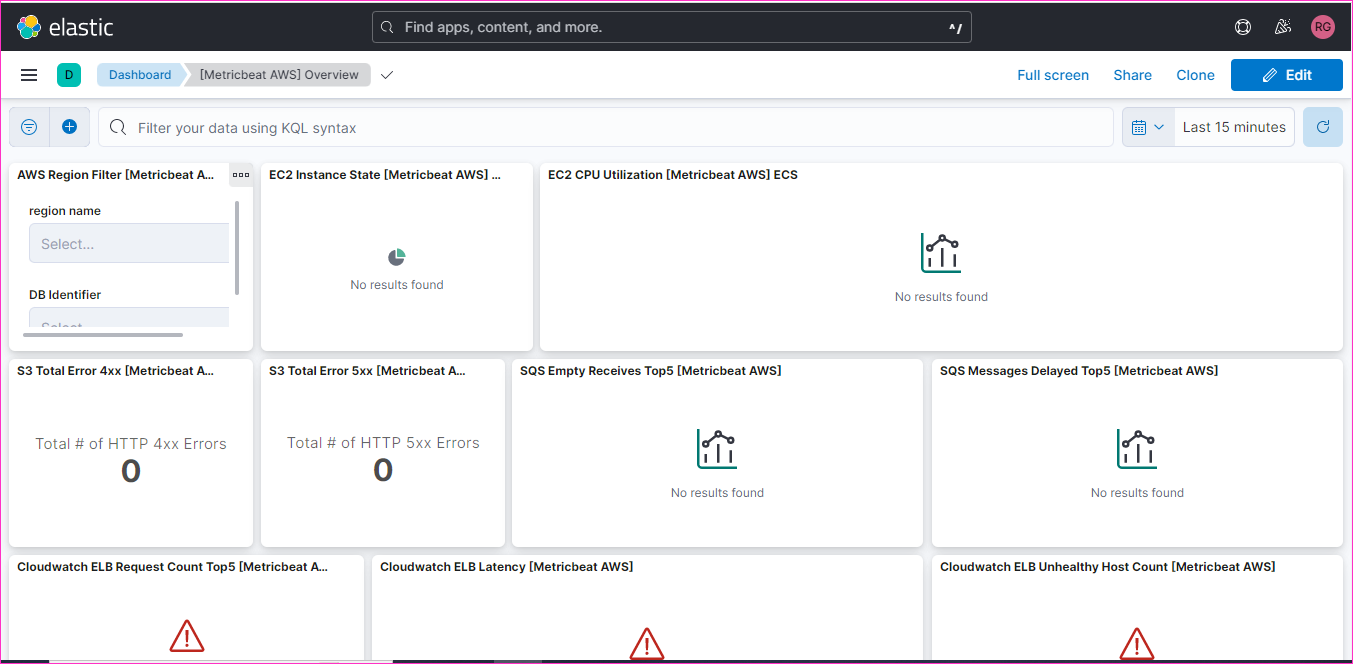 elastic
Find apps, content, and more.
^/
RG
D
Dashboard
[Metricbeat AWS] Overview
Full screen
Share
Clone
Edit
Filter your data using KQL syntax
Last 15 minutes
AWS Region Filter [Metricbeat A...
region name
Select...
DB Identifier
Select...
EC2 Instance State [Metricbeat AWS] ...
No results found
EC2 CPU Utilization [Metricbeat AWS] ECS
No results found
S3 Total Error 4xx [Metricbeat A...
Total # of HTTP 4xx Errors
0
S3 Total Error 5xx [Metricbeat A...
Total # of HTTP 5xx Errors
0
SQS Empty Receives Top5 [Metricbeat AWS]
No results found
SQS Messages Delayed Top5 [Metricbeat AWS]
No results found
Cloudwatch ELB Request Count Top5 [Metricbeat A...
Cloudwatch ELB Latency [Metricbeat AWS]
Cloudwatch ELB Unhealthy Host Count [Metricbeat AWS]